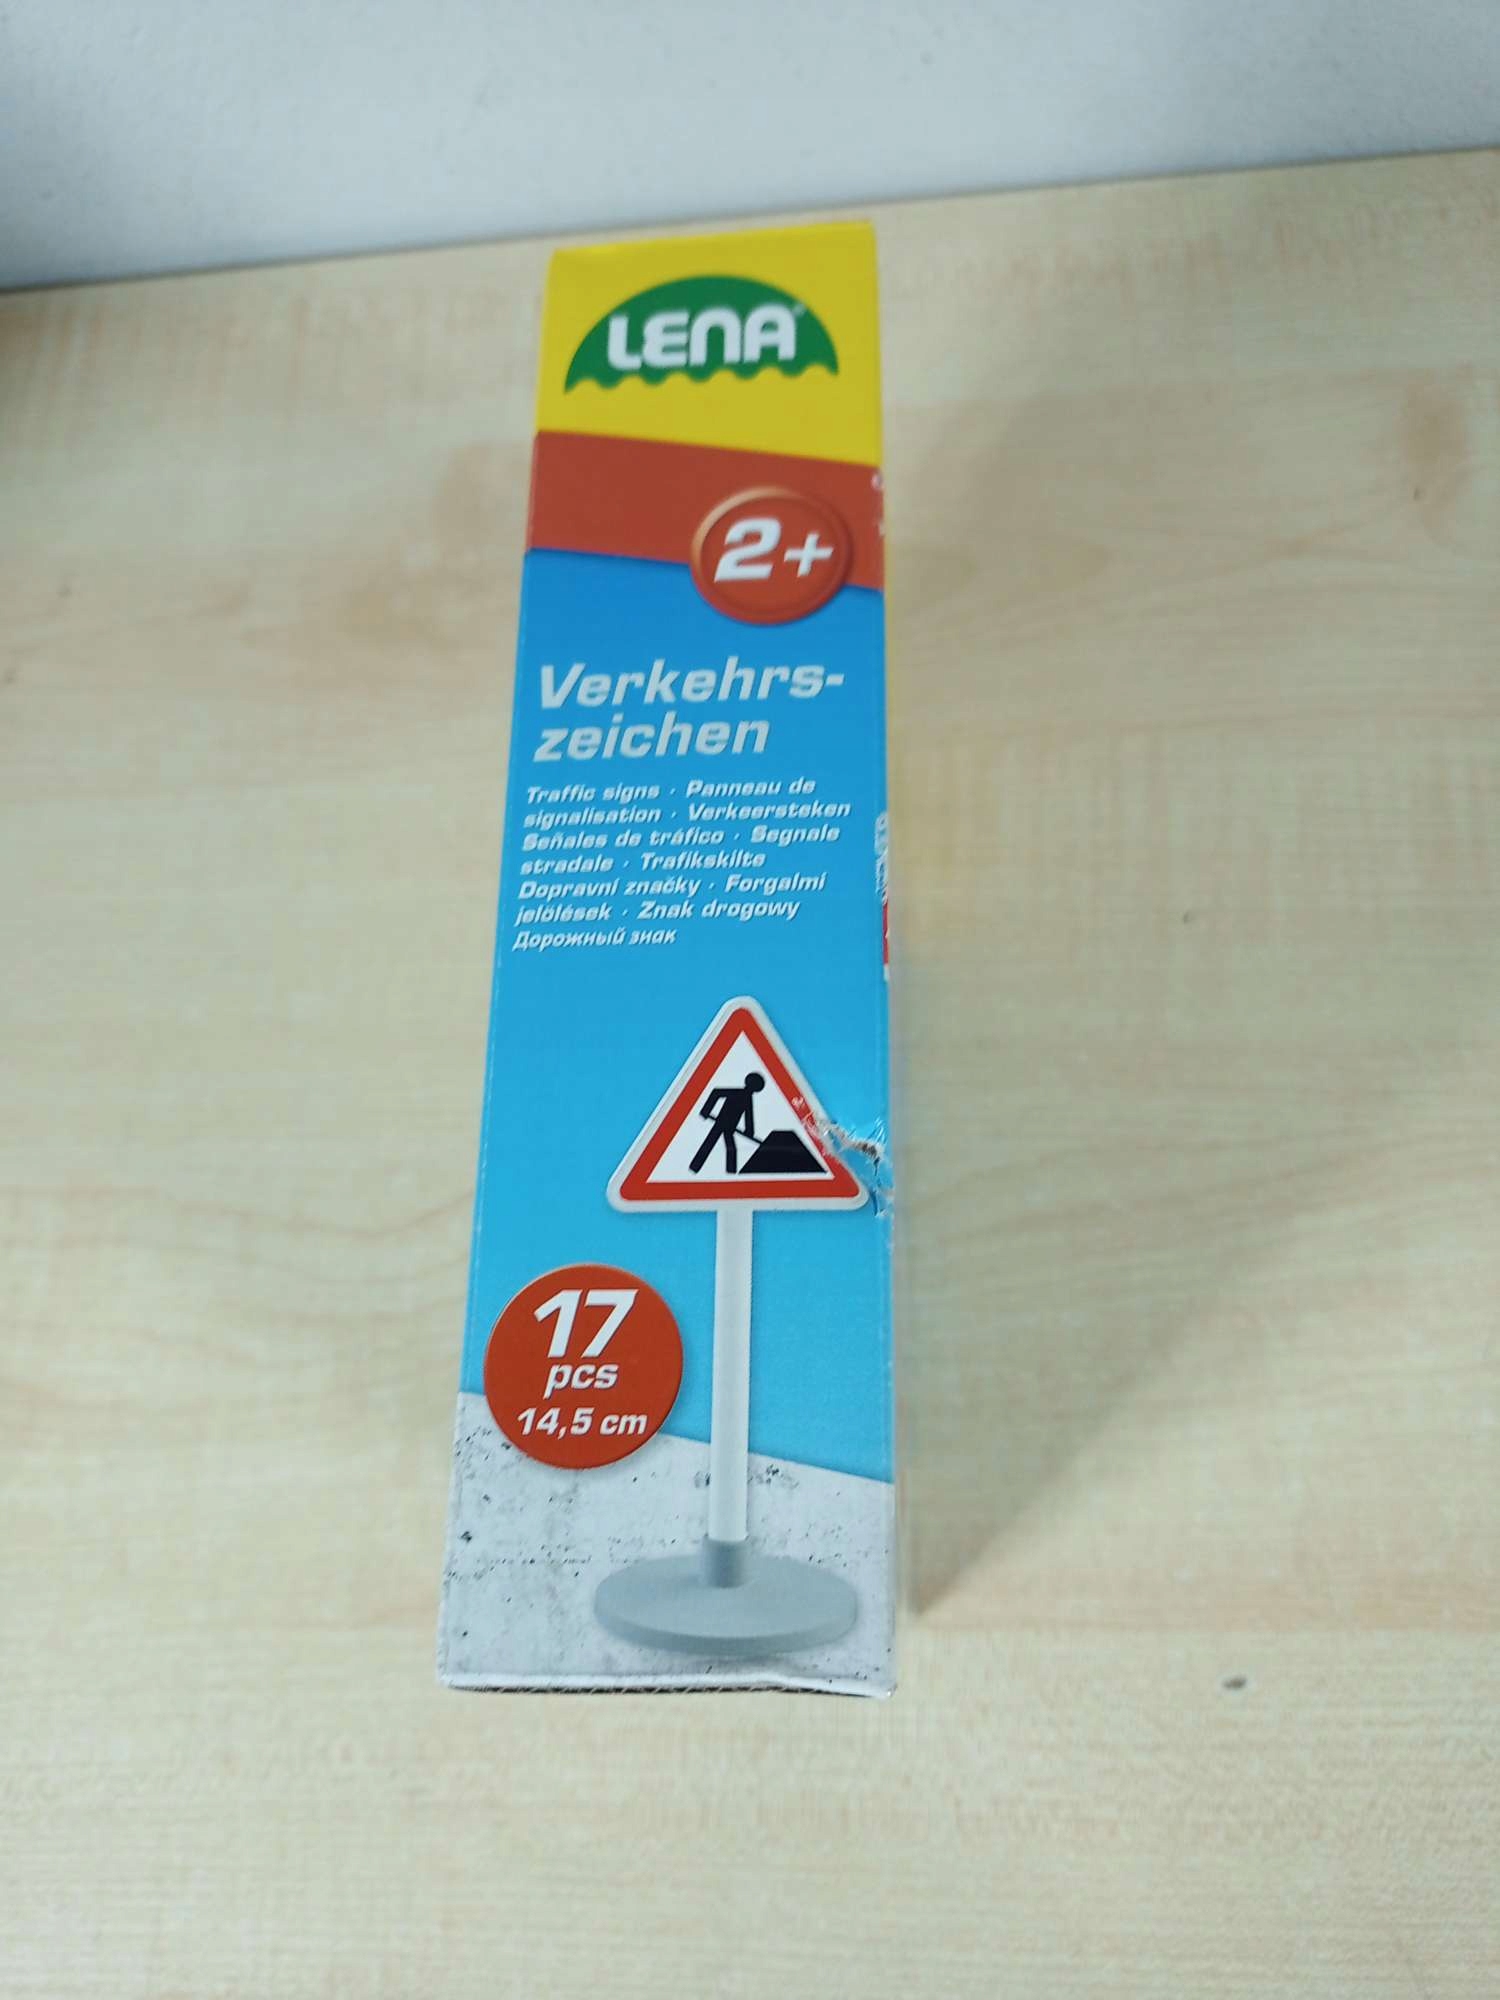 LENA
2+
Verkehrs-
zeichen
Traffic signs · Panneau de
signalisation · Verkeersteken
Señales de tráfico · Segnale
stradale · Trafikskilte
Dopravní značky · Forgalmi
jelölések · Znak drogowy
Дорожный знак
17
pcs
14,5 cm